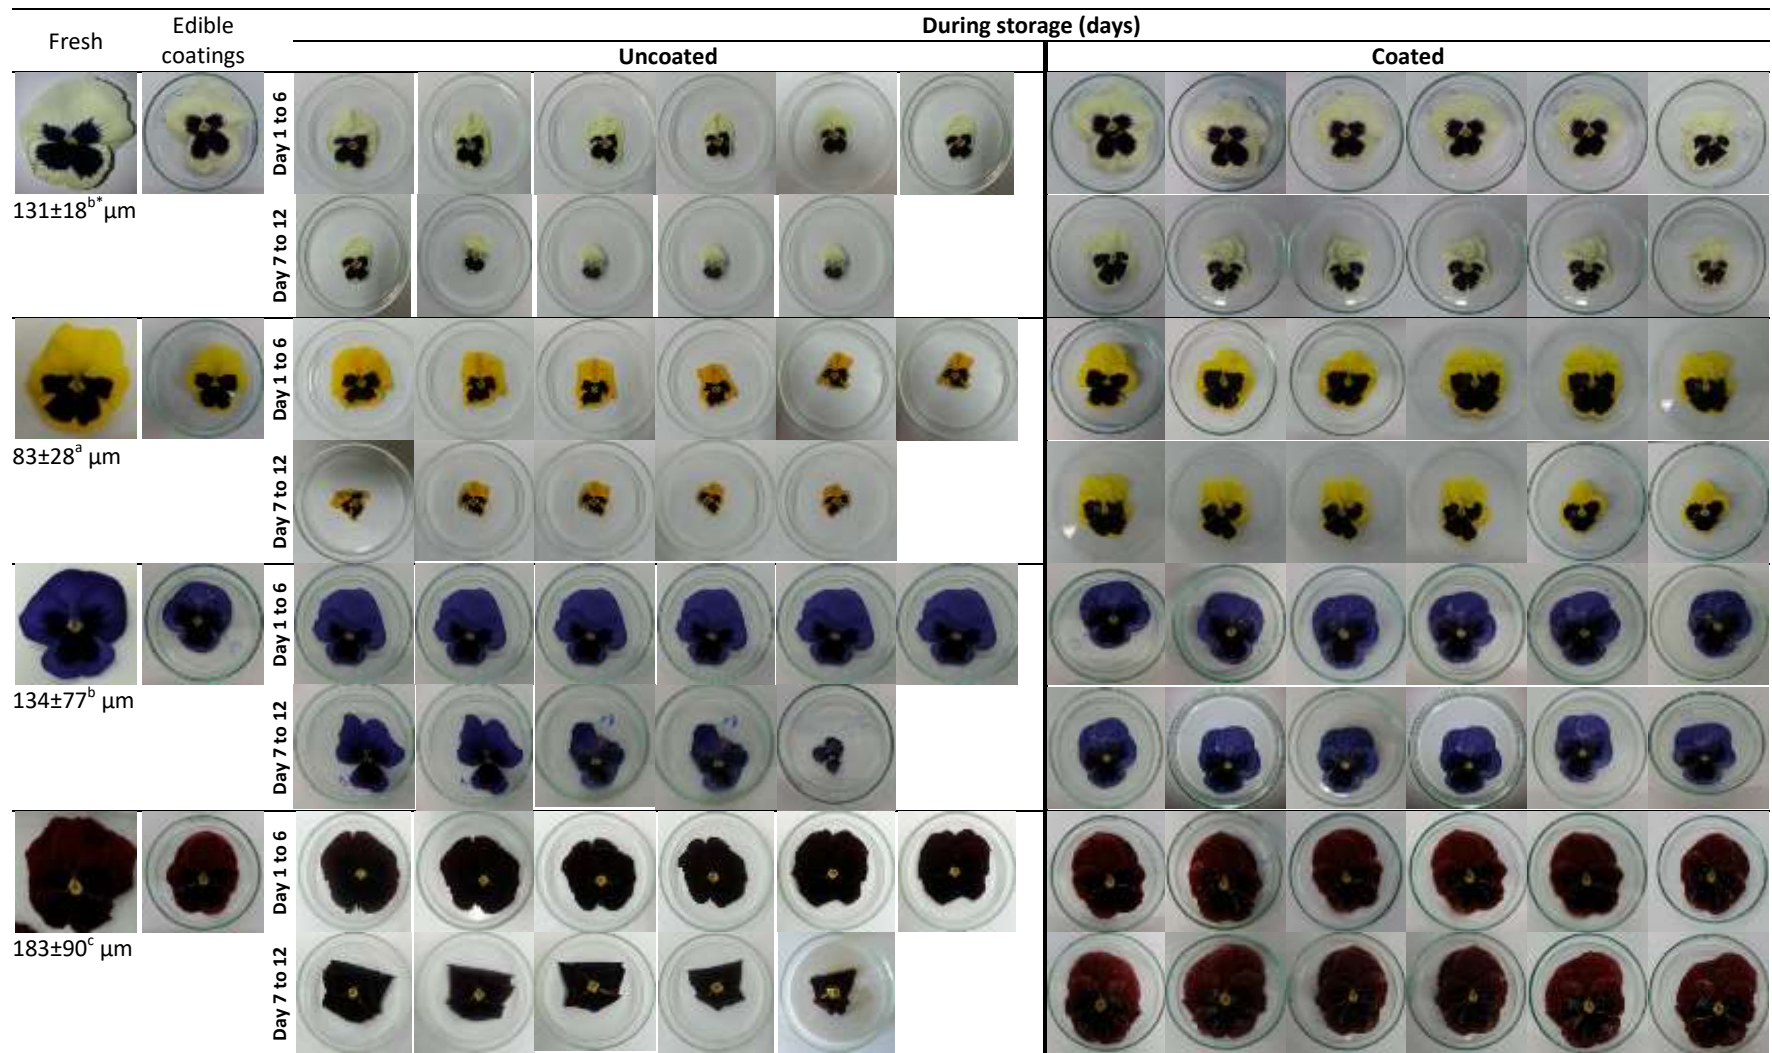 Fresh
Edible
coatings
During storage (days)
Uncoated
Coated
Day 1 to 6
131±18b* µm
Day 7 to 12
Day 1 to 6
83±28a µm
Day 7 to 12
Day 1 to 6
134±77b µm
Day 7 to 12
Day 1 to 6
183±90c µm
Day 7 to 12